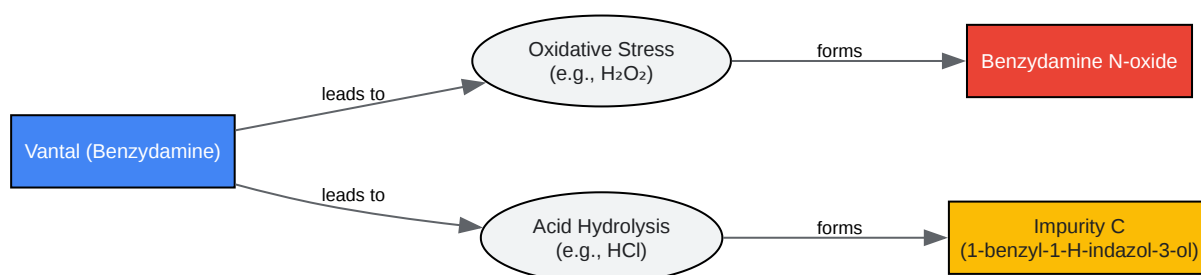 Vantal (Benzydamine)
leads to
Oxidative Stress
(e.g., H₂O₂)
forms
Benzydamine N-oxide
leads to
Acid Hydrolysis
(e.g., HCl)
forms
Impurity C
(1-benzyl-1-H-indazol-3-ol)